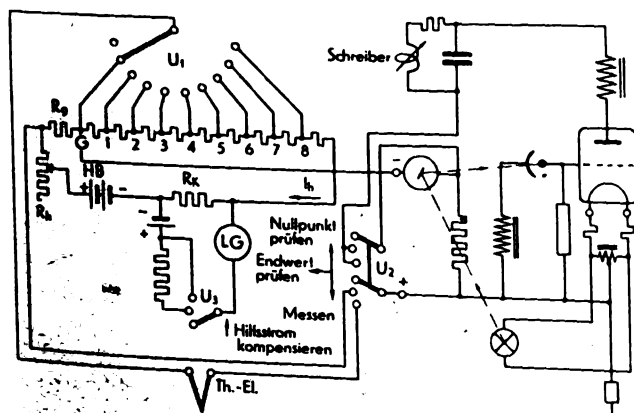 Schreiber
U1
Rg
G 1 2 3 4 5 6 7 8
HB
+ -
RK
Ih
-
Rh
-
+
LG
Nullpunkt
prüfen
Endwert
prüfen
U2
Messen
+
U3
Hilfsstrom
kompensieren
Th.-El.